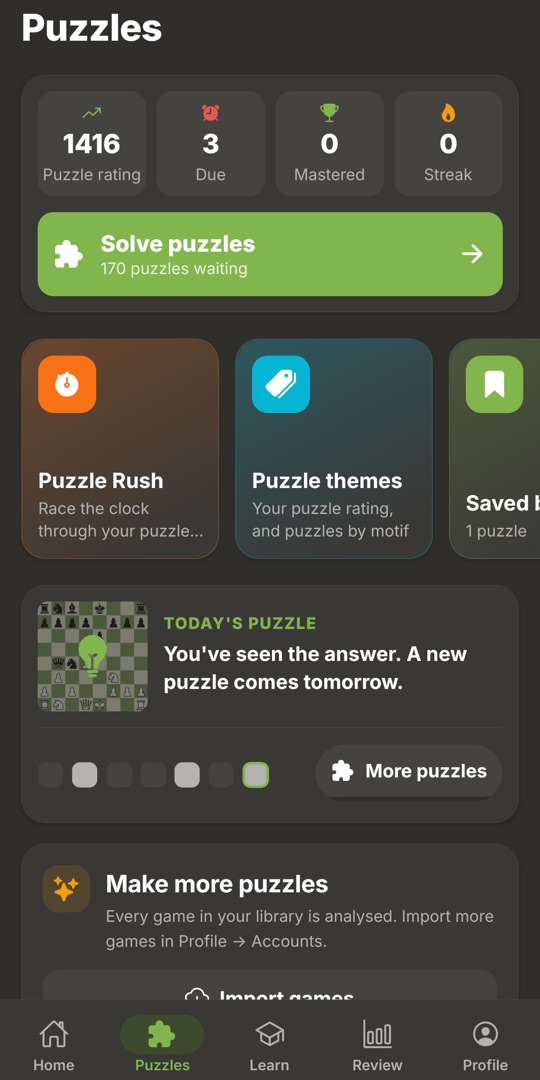 Puzzles
1416
Puzzle rating
3
Due
0
Mastered
0
Streak
Solve puzzles
170 puzzles waiting
Puzzle Rush
Race the clock
through your puzzle...
Puzzle themes
Your puzzle rating,
and puzzles by motif
Saved
1 puzzle
TODAY'S PUZZLE
You've seen the answer. A new
puzzle comes tomorrow.
More puzzles
Make more puzzles
Every game in your library is analysed. Import more
games in Profile → Accounts.
Import games
Home
Puzzles
Learn
Review
Profile